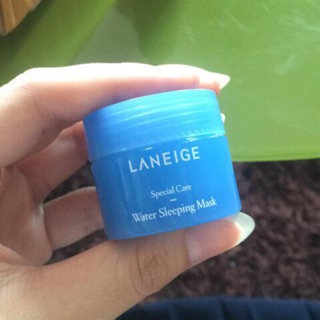 LANEIGE
Special Care
Water Sleeping Mask